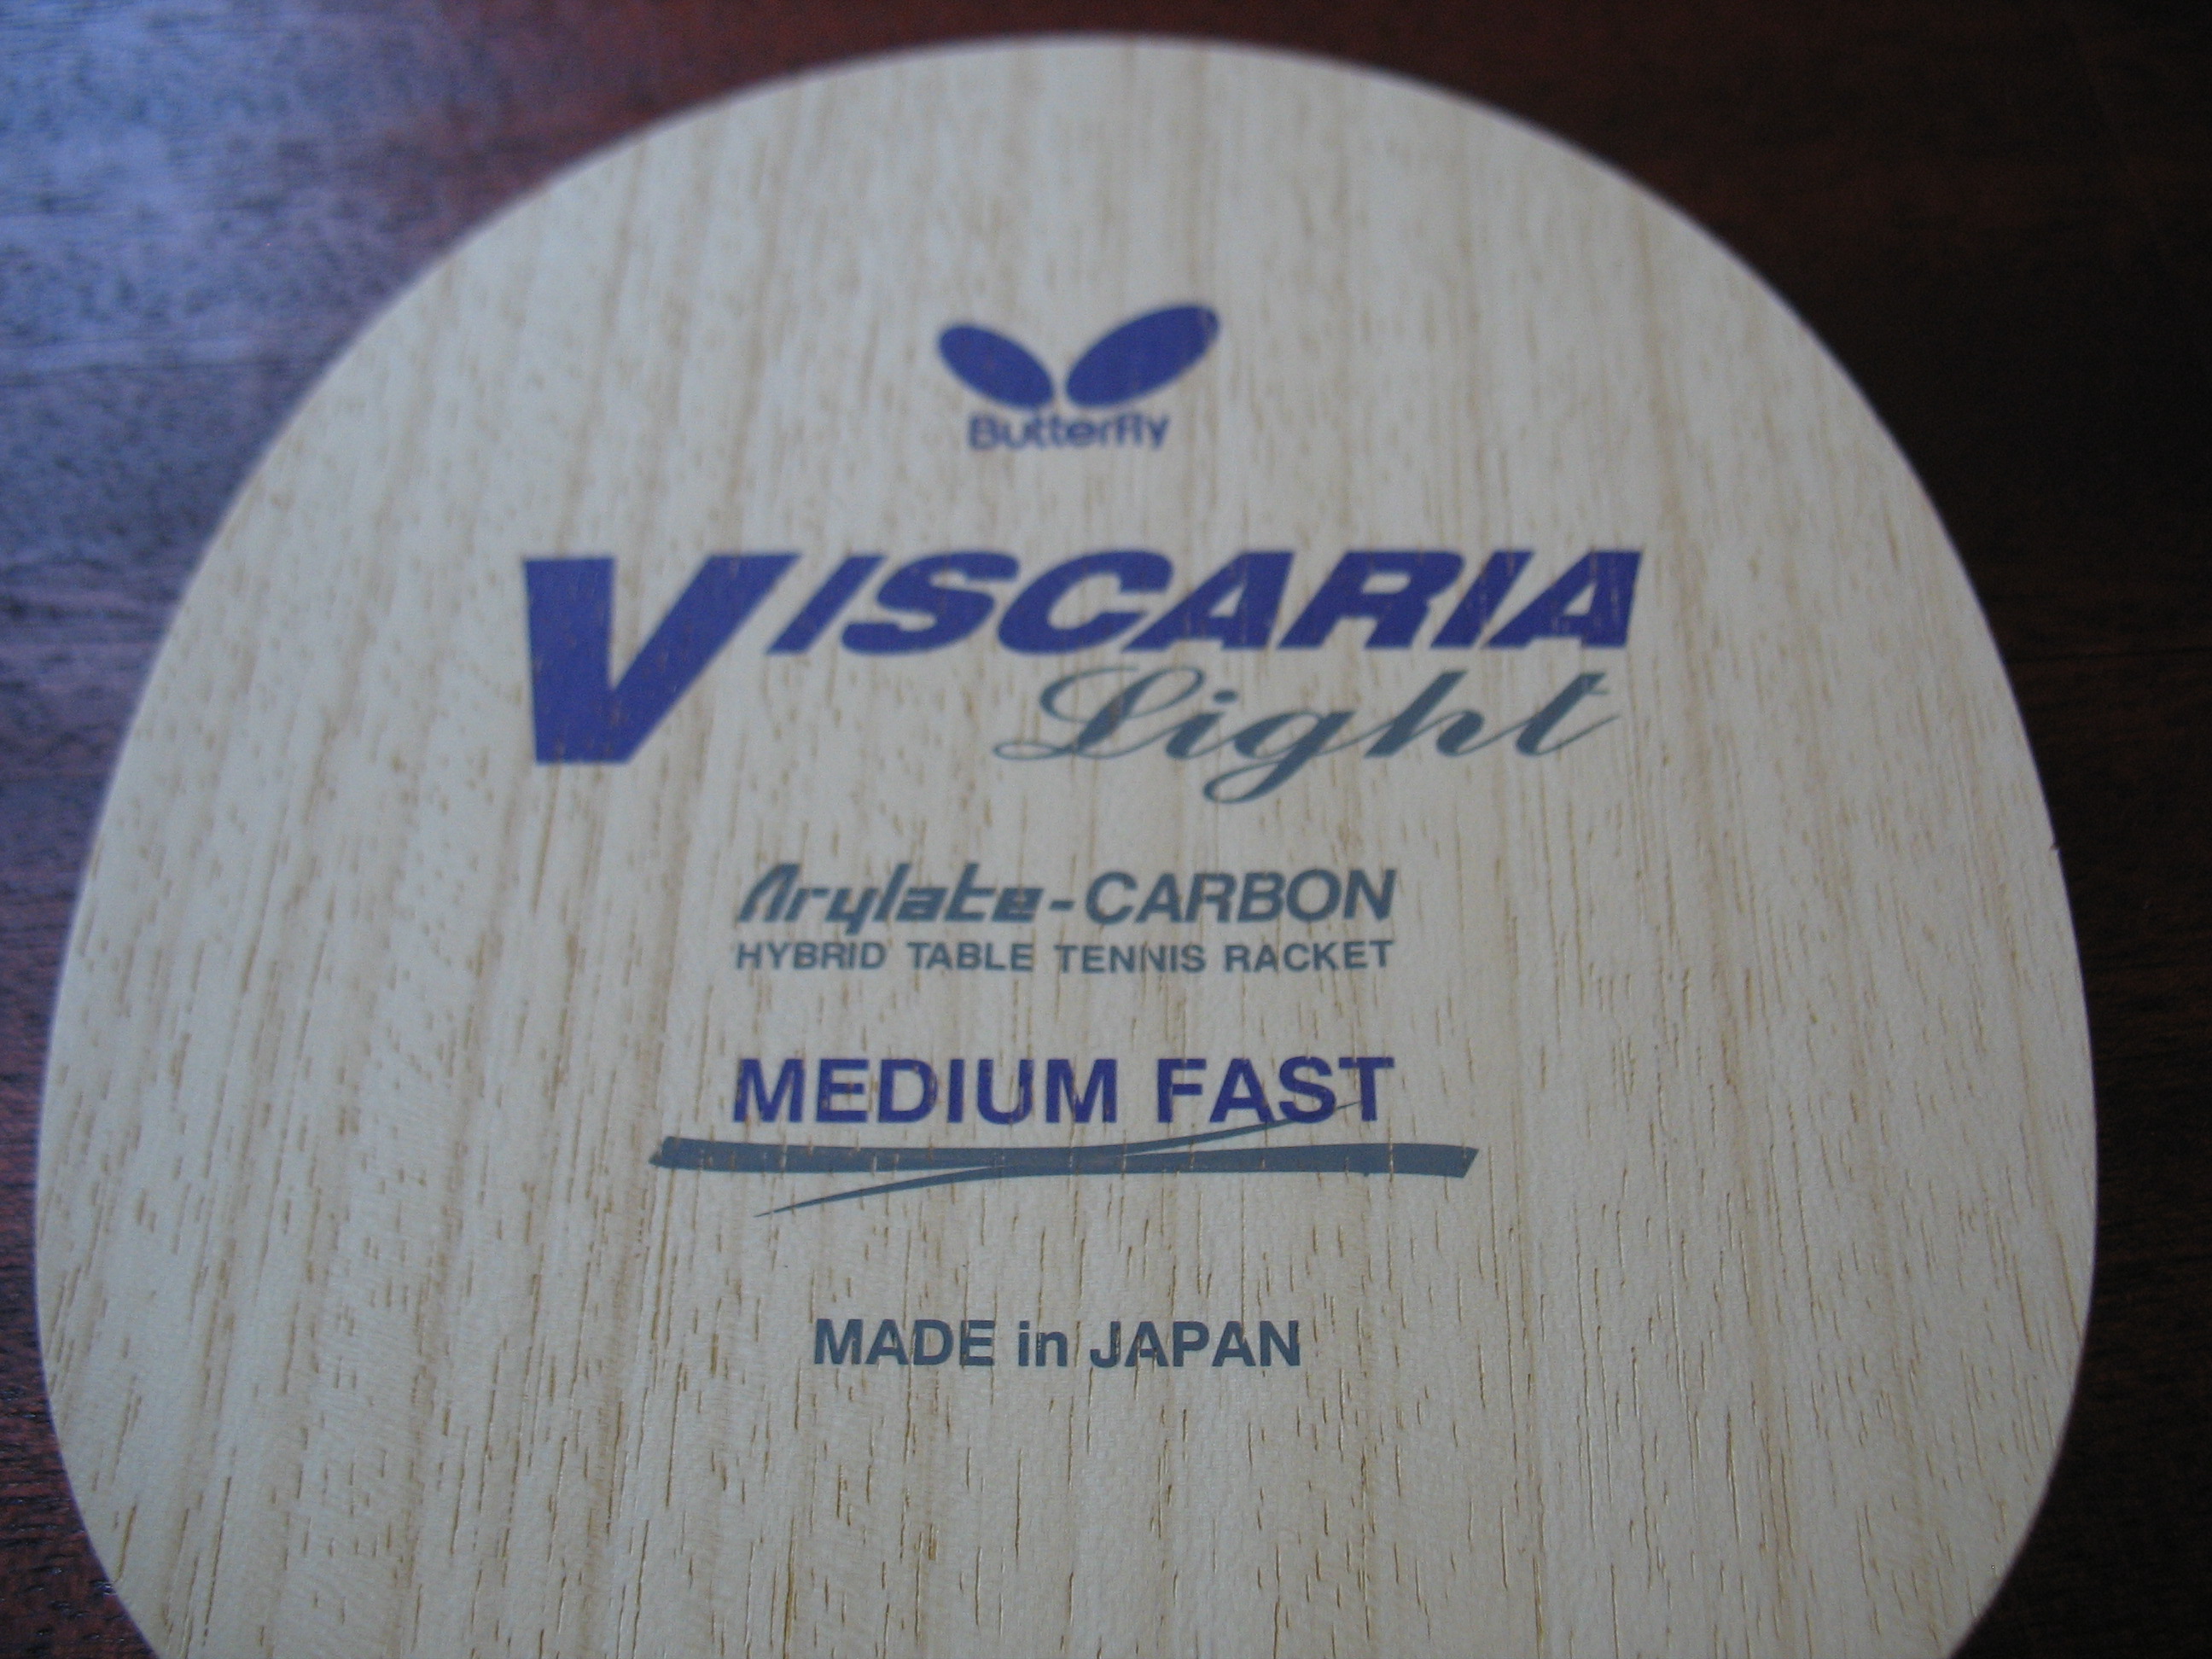 Butterfly
VISCARIA
Light
Arylate-CARBON
HYBRID TABLE TENNIS RACKET
MEDIUM FAST
MADE in JAPAN